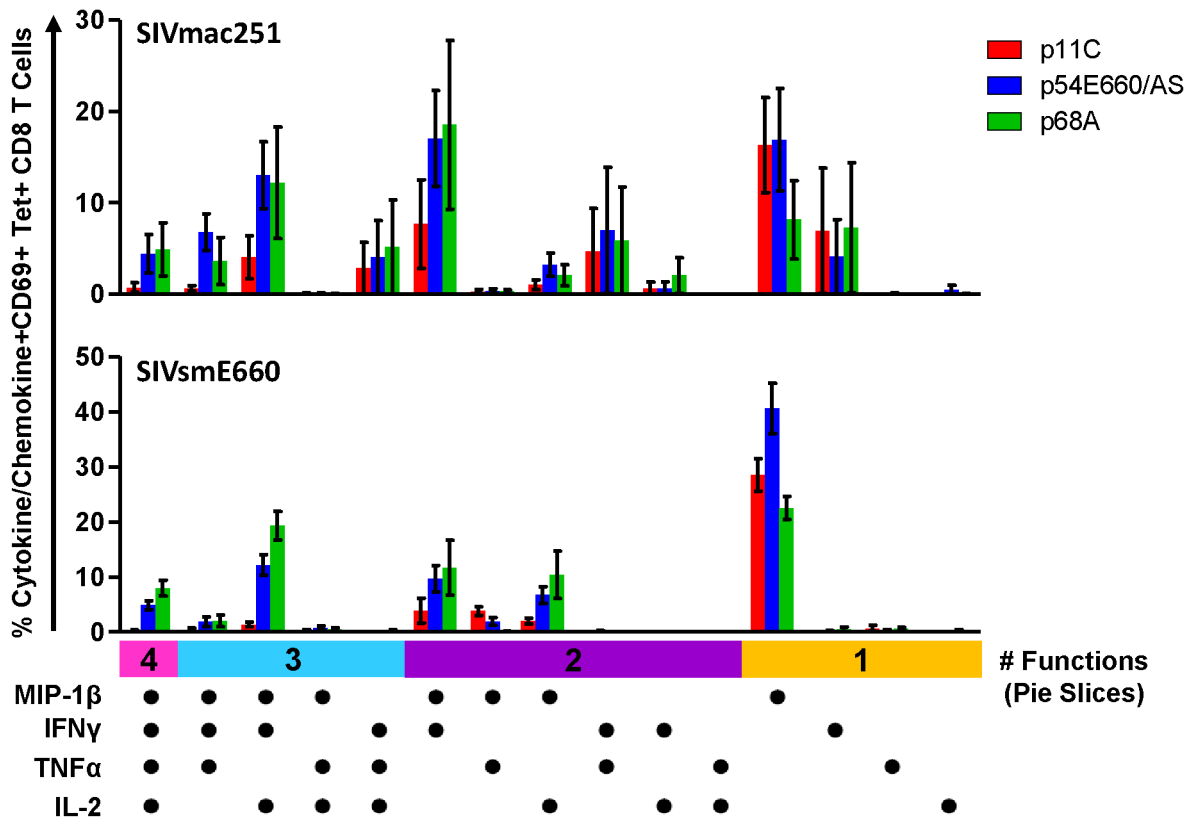 % Cytokine/Chemokine+CD69+ Tet+ CD8 T Cells
SIVmac251
30
20
10
0
p11C
p54E660/AS
p68A
SIVsmE660
50
40
30
20
10
0
4 3 2 1 # Functions
(Pie Slices)
MIP-1β
IFNγ
TNFα
IL-2